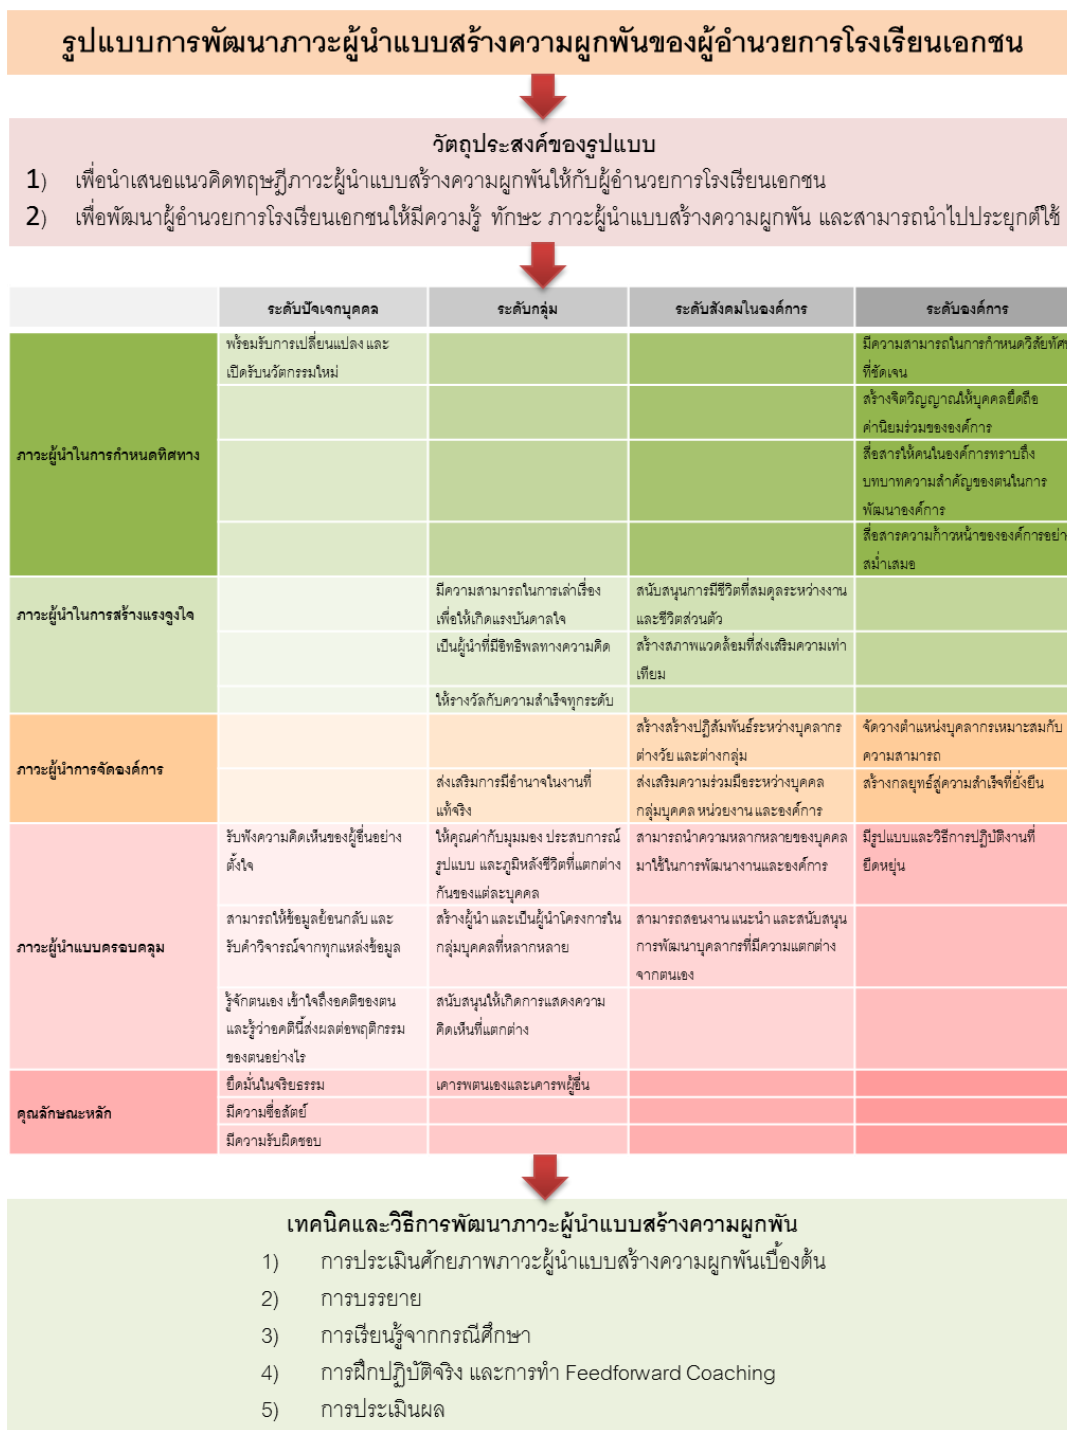 รูปแบบการพัฒนาภาวะผู้นำแบบสร้างความผูกพันของผู้อำนวยการโรงเรียนเอกชน
วัตถุประสงค์ของรูปแบบ
1) เพื่อนำเสนอแนวคิดทฤษฎีภาวะผู้นำแบบสร้างความผูกพันให้กับผู้อำนวยการโรงเรียนเอกชน
2) เพื่อพัฒนาผู้อำนวยการโรงเรียนเอกชนให้มีความรู้ ทักษะ ภาวะผู้นำแบบสร้างความผูกพัน และสามารถนำไปประยุกต์ใช้
ระดับปัจเจกบุคคล ระดับกลุ่ม ระดับสังคมในองค์การ ระดับองค์การ
ภาวะผู้นำในการกำหนดทิศทาง
พร้อมรับการเปลี่ยนแปลง และ
เปิดรับนวัตกรรมใหม่
มีความสามารถในการกำหนดวิสัยทัศ
ที่ชัดเจน
สร้างจิตวิญญาณให้บุคคลยึดถือ
ค่านิยมร่วมขององค์การ
สื่อสารให้คนในองค์การทราบถึง
บทบาทความสำคัญของตนในการ
พัฒนาองค์การ
สื่อสารความก้าวหน้าขององค์การอย่า
สม่ำเสมอ
ภาวะผู้นำในการสร้างแรงจูงใจ
มีความสามารถในการเล่าเรื่อง
เพื่อให้เกิดแรงบันดาลใจ
สนับสนุนการมีชีวิตที่สมดุลระหว่างงาน
และชีวิตส่วนตัว
เป็นผู้นำที่มีอิทธิพลทางความคิด
สร้างสภาพแวดล้อมที่ส่งเสริมความเท่า
เทียม
ให้รางวัลกับความสำเร็จทุกระดับ
ภาวะผู้นำการจัดองค์การ
สร้างสร้างปฏิสัมพันธ์ระหว่างบุคลากร
ต่างวัย และต่างกลุ่ม
จัดวางตำแหน่งบุคลากรเหมาะสมกับ
ความสามารถ
ส่งเสริมการมีอำนาจในงานที่
แท้จริง
ส่งเสริมความร่วมมือระหว่างบุคคล
กลุ่มบุคคล หน่วยงาน และองค์การ
สร้างกลยุทธ์สู่ความสำเร็จที่ยั่งยืน
ภาวะผู้นำแบบครอบคลุม
รับฟังความคิดเห็นของผู้อื่นอย่าง
ตั้งใจ
ให้คุณค่ากับมุมมอง ประสบการณ์
รูปแบบ และภูมิหลังชีวิตที่แตกต่าง
กันของแต่ละบุคคล
สามารถนำความหลากหลายของบุคคล
มาใช้ในการพัฒนางานและองค์การ
มีรูปแบบและวิธีการปฏิบัติงานที่
ยืดหยุ่น
สามารถให้ข้อมูลย้อนกลับ และ
รับคำวิจารณ์จากทุกแหล่งข้อมูล
สร้างผู้นำ และเป็นผู้นำโครงการใน
กลุ่มบุคคลที่หลากหลาย
สามารถสอนงาน แนะนำ และสนับสนุน
การพัฒนาบุคลากรที่มีความแตกต่าง
จากตนเอง
รู้จักตนเอง เข้าใจถึงอคติของตน
และรู้ว่าอคตินี้ส่งผลต่อพฤติกรรม
ของตนอย่างไร
สนับสนุนให้เกิดการแสดงความ
คิดเห็นที่แตกต่าง
คุณลักษณะหลัก
ยึดมั่นในจริยธรรม
เคารพตนเองและเคารพผู้อื่น
มีความซื่อสัตย์
มีความรับผิดชอบ
เทคนิคและวิธีการพัฒนาภาวะผู้นำแบบสร้างความผูกพัน
1) การประเมินศักยภาพภาวะผู้นำแบบสร้างความผูกพันเบื้องต้น
2) การบรรยาย
3) การเรียนรู้จากกรณีศึกษา
4) การฝึกปฏิบัติจริง และการทำ Feedforward Coaching
5) การประเมินผล